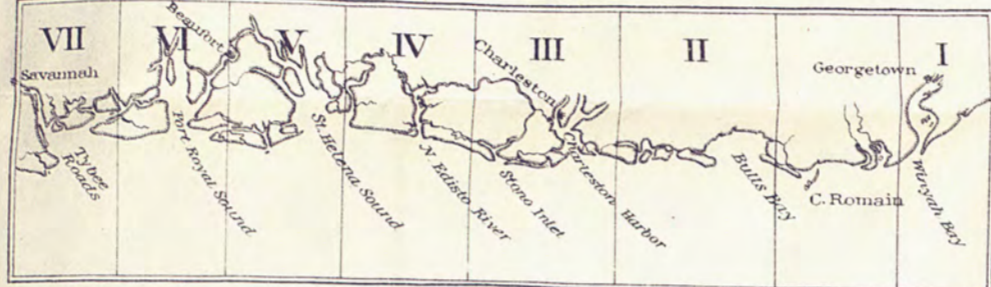 VII
VI
V
IV
III
II
I
Savannah
Beaufort
Charleston
Georgetown
Tybee
Roads
Port Royal Sound
St. Helena Sound
N. Edisto River
Stono Inlet
Charleston Harbor
Bulls Bay
C. Romain
Winyah Bay